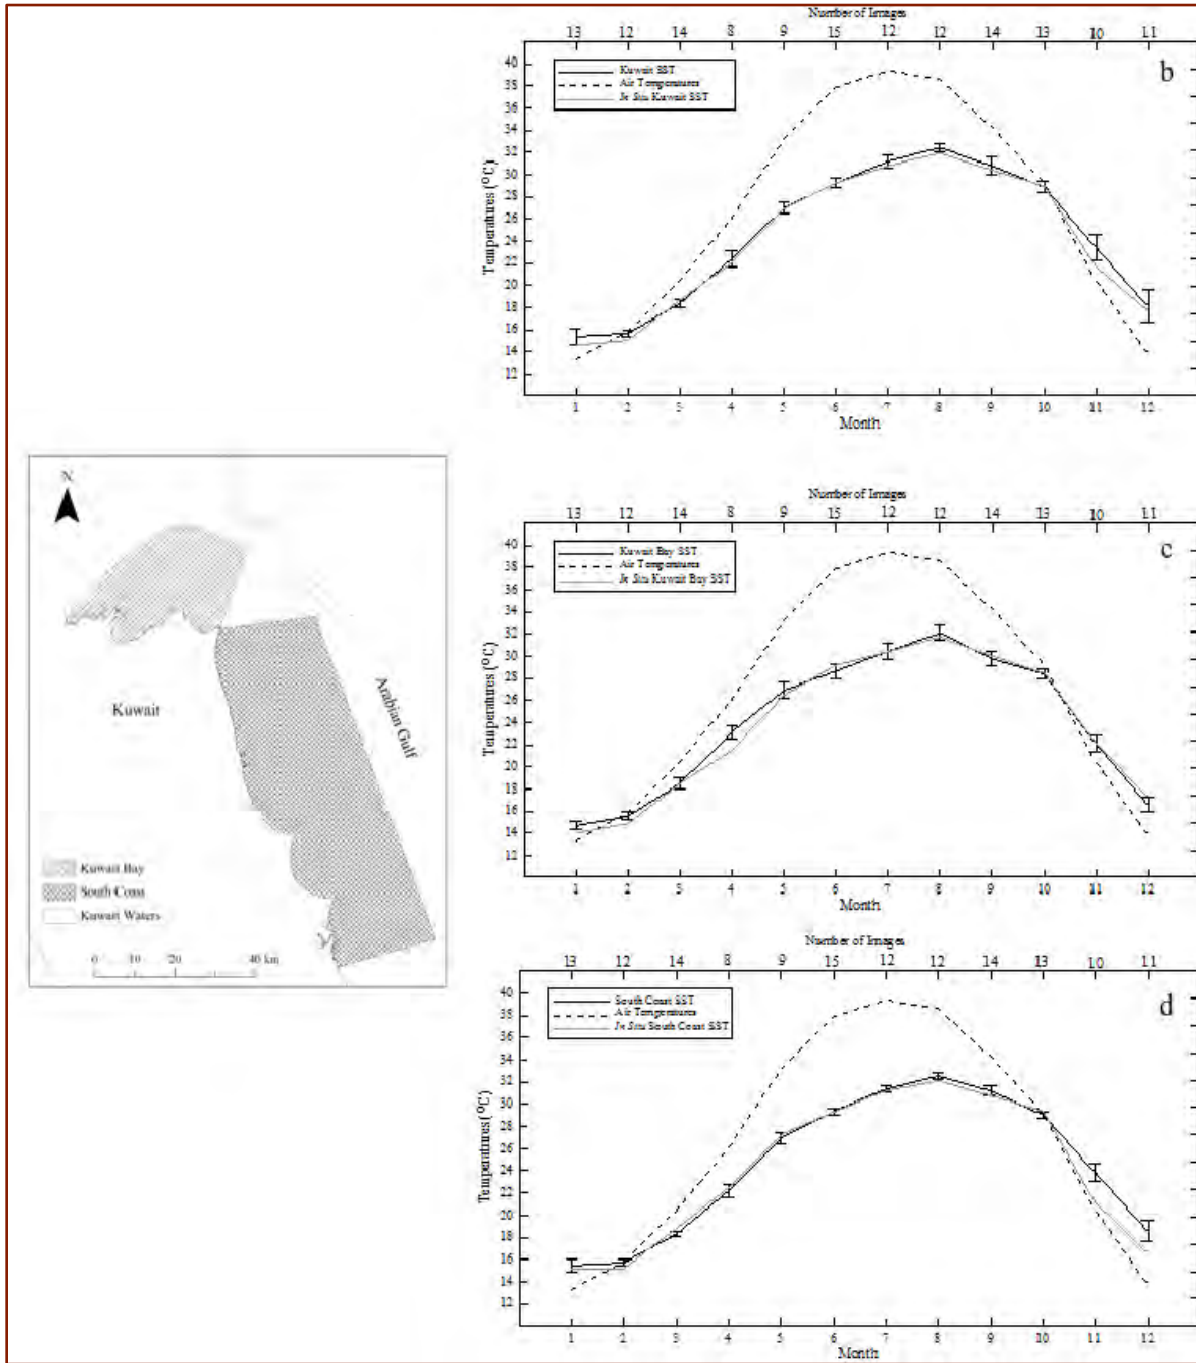 Number of Images
13 12 14 8 9 15 12 12 14 13 10 11
b
Kuwait SST
Air Temperatures
In Situ Kuwait SST
Temperatures (°C)
40
38
36
34
32
30
28
26
24
22
20
18
16
14
12
1 2 3 4 5 6 7 8 9 10 11 12
Month
N
Kuwait
Arabian Gulf
Kuwait Bay
South Coast
Kuwait Waters
0 10 20 40 km
Number of Images
13 12 14 8 9 15 12 12 14 13 10 11
c
Kuwait Bay SST
Air Temperatures
In Situ Kuwait Bay SST
Temperatures (°C)
40
38
36
34
32
30
28
26
24
22
20
18
16
14
12
1 2 3 4 5 6 7 8 9 10 11 12
Month
Number of Images
13 12 14 8 9 15 12 12 14 13 10 11
d
South Coast SST
Air Temperatures
In Situ South Coast SST
Temperatures (°C)
40
38
36
34
32
30
28
26
24
22
20
18
16
14
12
1 2 3 4 5 6 7 8 9 10 11 12
Month